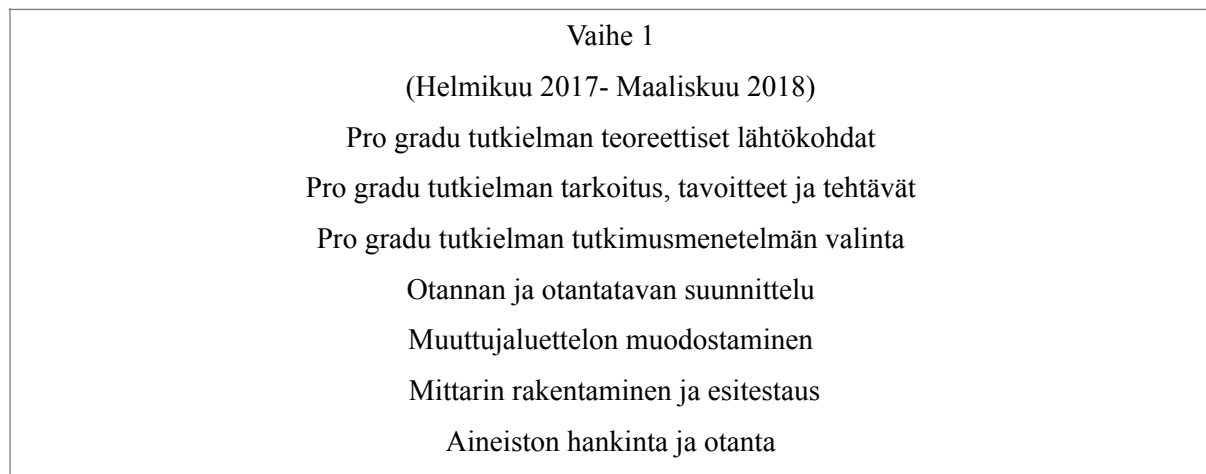 Vaihe 1
(Helmikuu 2017- Maaliskuu 2018)
Pro gradu tutkielman teoreettiset lähtökohdat
Pro gradu tutkielman tarkoitus, tavoitteet ja tehtävät
Pro gradu tutkielman tutkimusmenetelmän valinta
Otannan ja otantatavan suunnittelu
Muuttujaluettelon muodostaminen
Mittarin rakentaminen ja esitestaus
Aineiston hankinta ja otanta